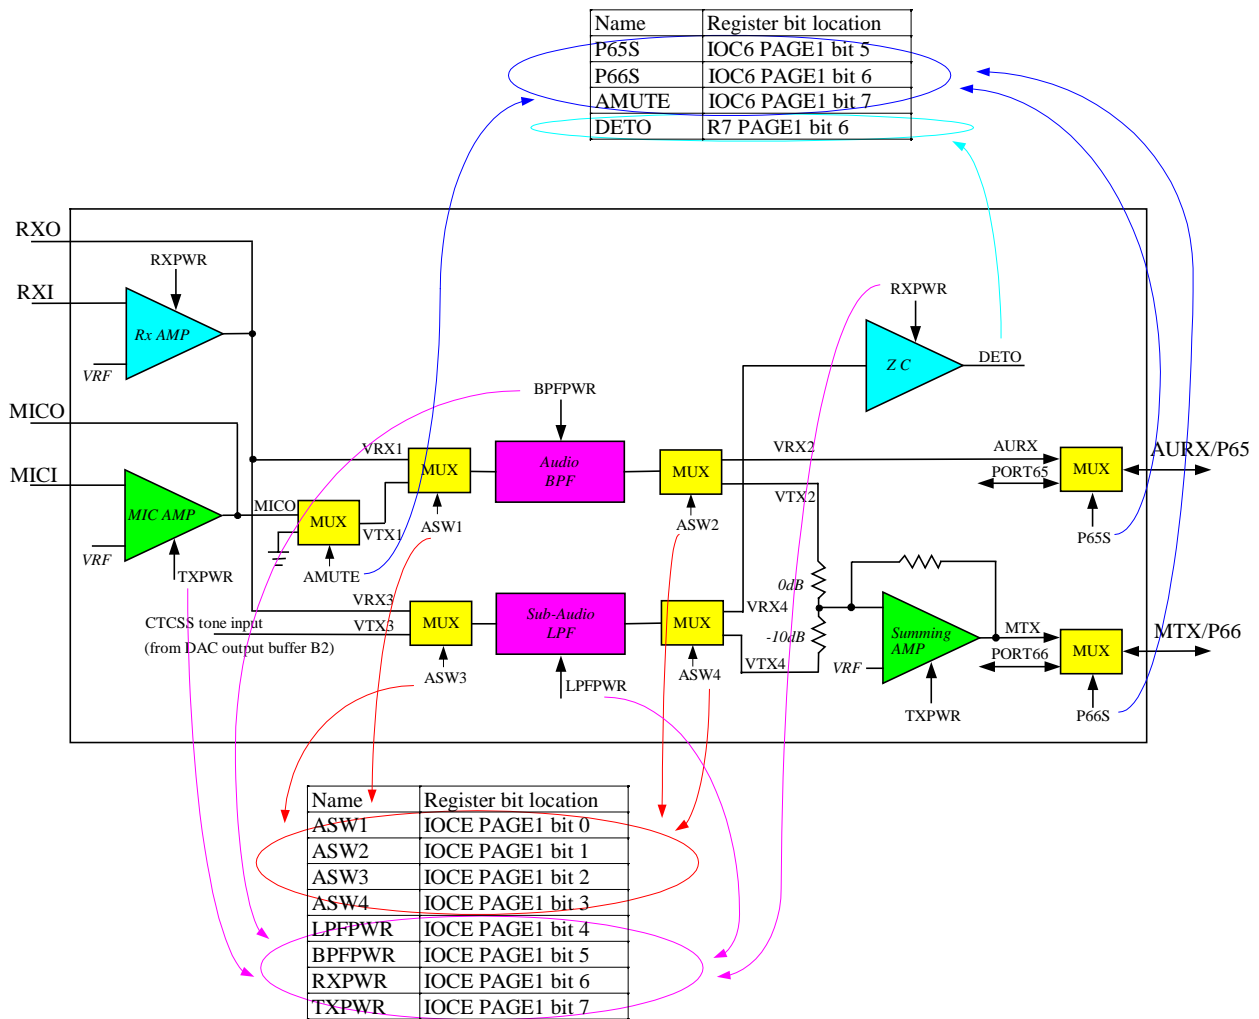 Name Register bit location
P65S IOC6 PAGE1 bit 5
P66S IOC6 PAGE1 bit 6
AMUTE IOC6 PAGE1 bit 7
DETO R7 PAGE1 bit 6
RXO
RXPWR
RXPWR
RXI
Rx AMP
VRF
Z C
DETO
BPFPWR
MICO
VRX1
MUX
Audio
BPF
MUX
VRX2
AURX
MUX
AURX/P65
MICI
PORT65
MIC AMP
MICO
MUX
VTX1
ASW1
ASW2
VTX2
P65S
VRF
TXPWR
AMUTE
0dB
VRX3
VTX3
MUX
Sub-Audio
LPF
MUX
VRX4
-10dB
Summing
AMP
MTX
MUX
MTX/P66
CTCSS tone input
(from DAC output buffer B2)
PORT66
VTX4
VRF
ASW3
LPFPWR
ASW4
TXPWR
P66S
Name Register bit location
ASW1 IOCE PAGE1 bit 0
ASW2 IOCE PAGE1 bit 1
ASW3 IOCE PAGE1 bit 2
ASW4 IOCE PAGE1 bit 3
LPFPWR IOCE PAGE1 bit 4
BPFPWR IOCE PAGE1 bit 5
RXPWR IOCE PAGE1 bit 6
TXPWR IOCE PAGE1 bit 7